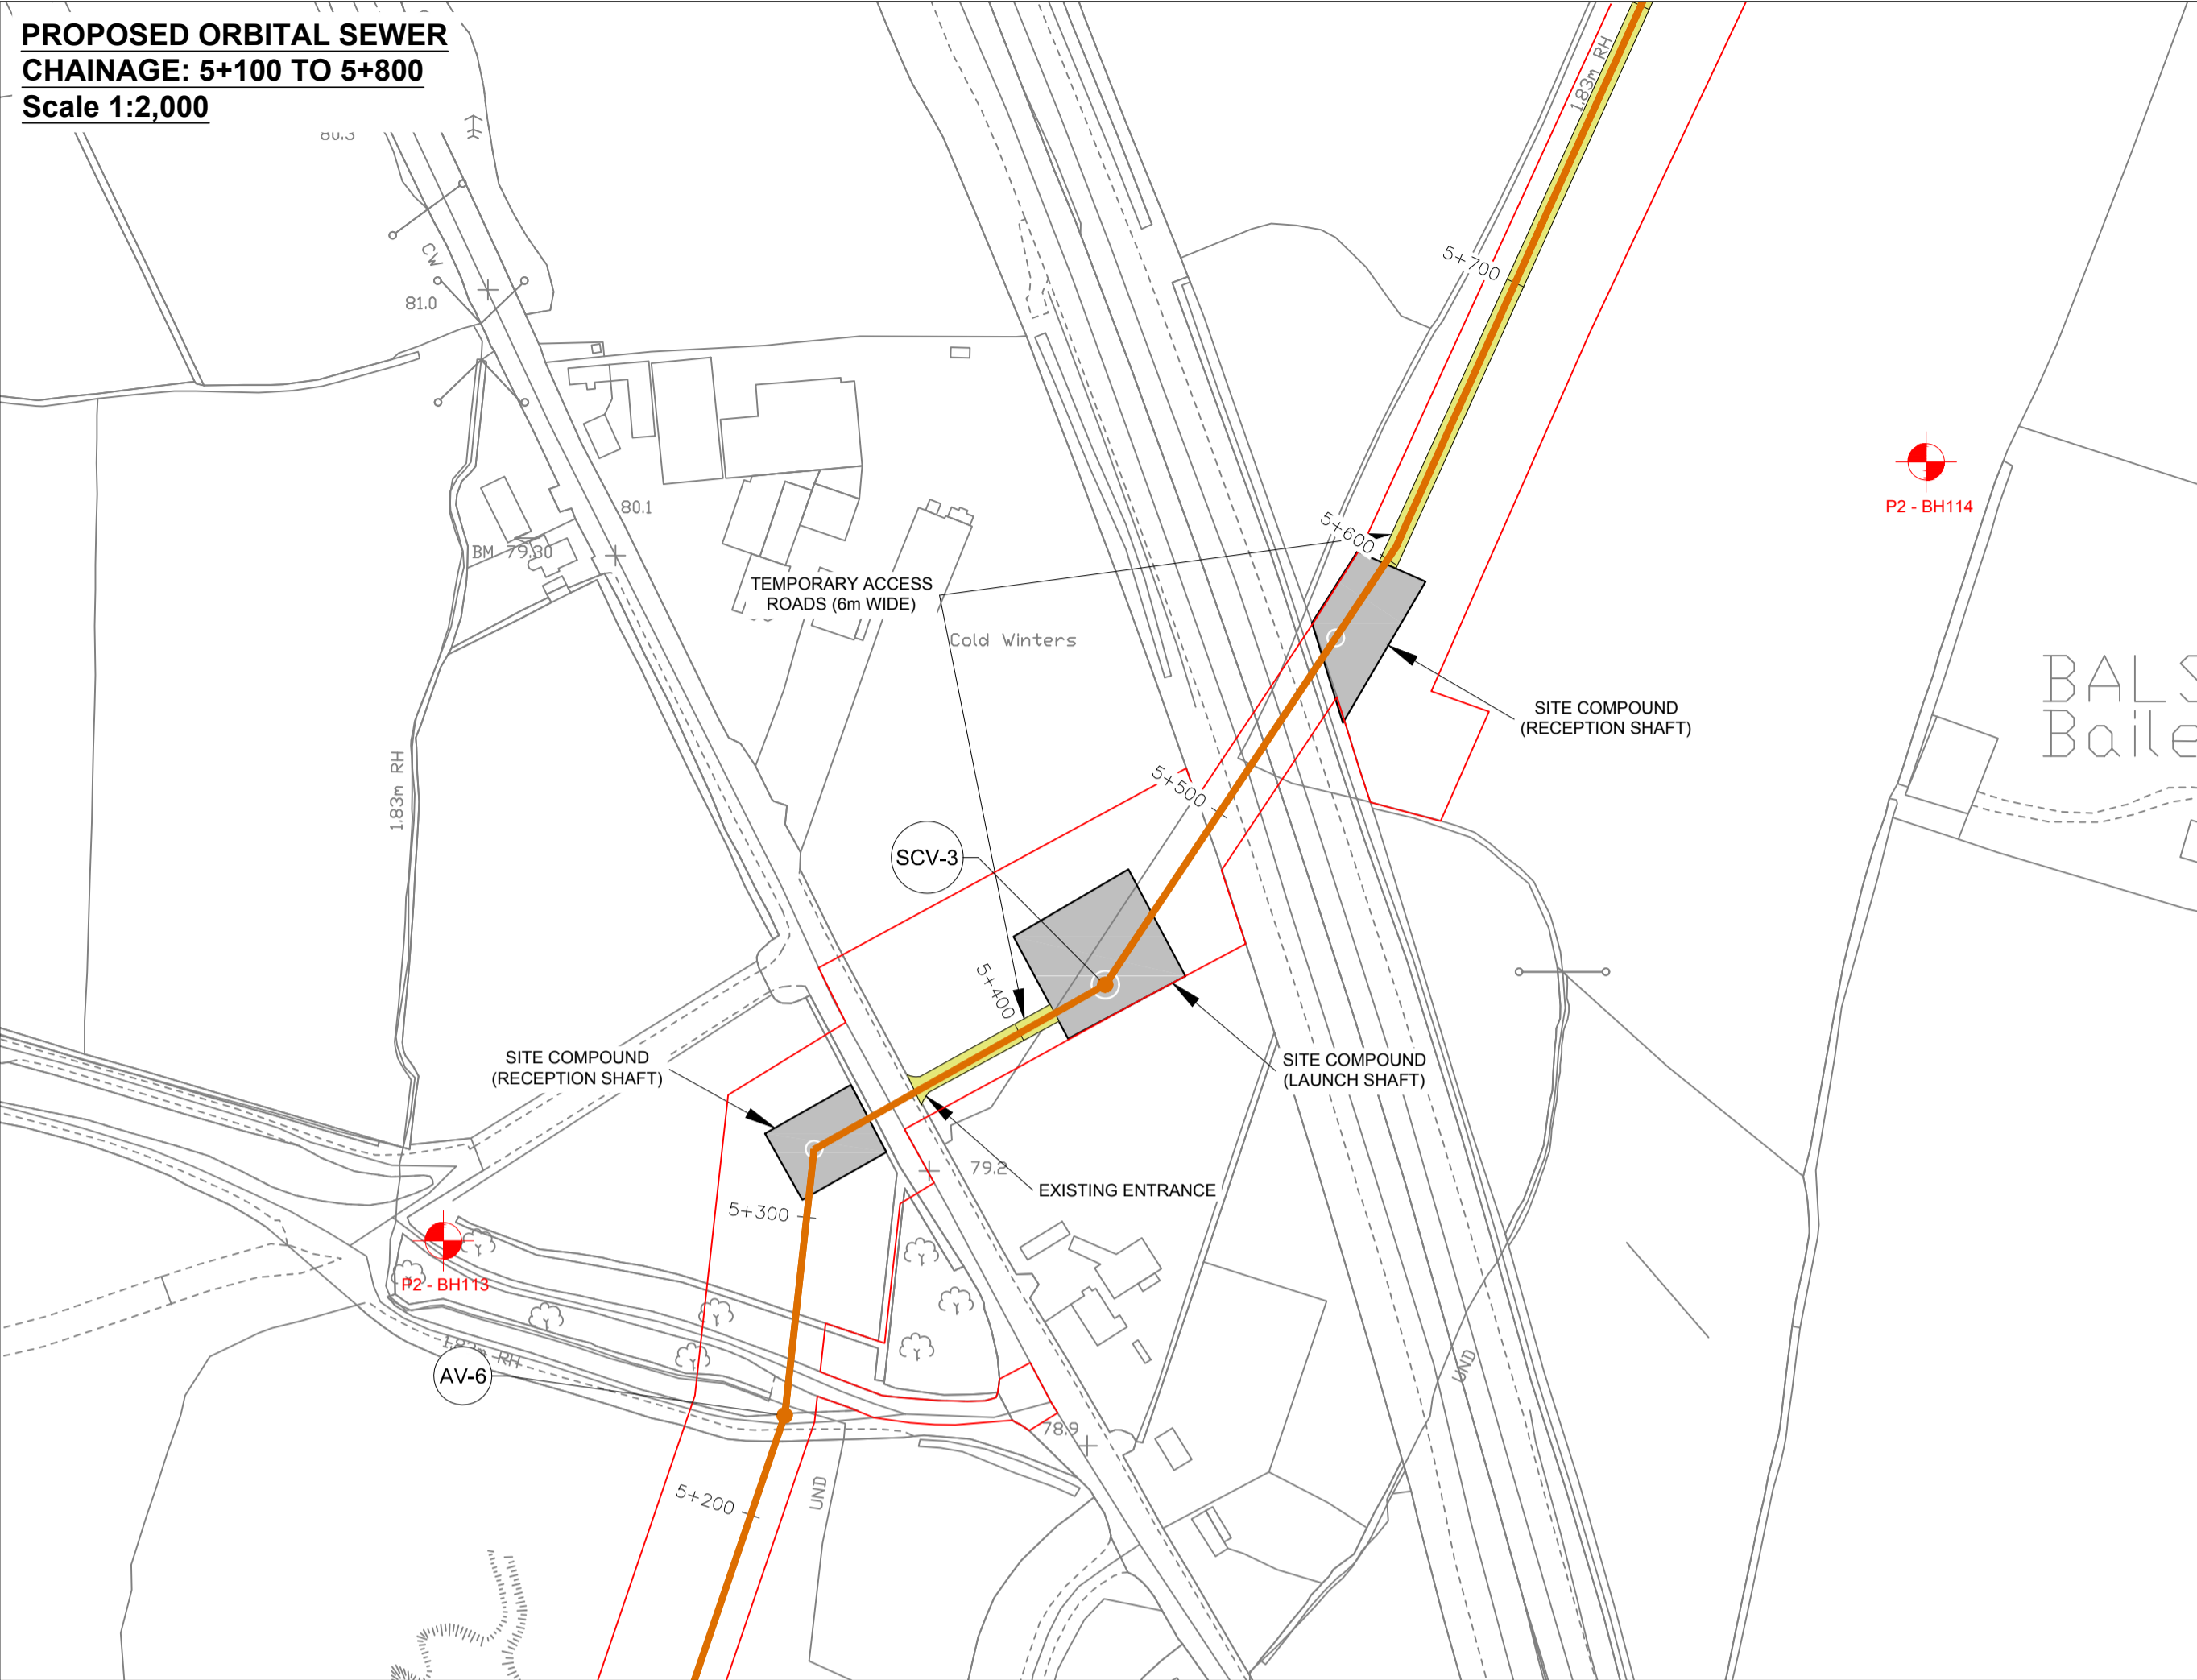 PROPOSED ORBITAL SEWER
CHAINAGE: 5+100 TO 5+800
Scale 1:2,000
80.3
1.83m RH
CW
81.0
5+700
80.1
P2 - BH114
5+600
BM 79.30
TEMPORARY ACCESS
ROADS (6m WIDE)
Cold Winters
SITE COMPOUND
(RECEPTION SHAFT)
BALS
Baile
1.83m RH
5+500
SCV-3
5+400
SITE COMPOUND
(RECEPTION SHAFT)
SITE COMPOUND
(LAUNCH SHAFT)
79.2
EXISTING ENTRANCE
5+300
P2 - BH113
UND
AV-6
78.9
5+200
UND